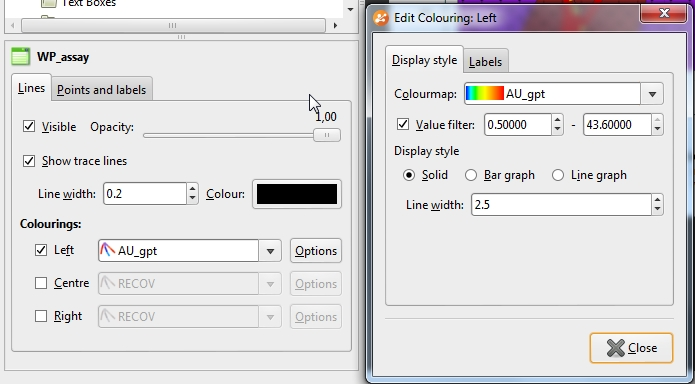 Text Boxes
WP_assay
Lines
Points and labels
Visible
Opacity:
1,00
Show trace lines
Line width:
0.2
Colour:
Colourings:
Left
AU_gpt
Options
Centre
RECOV
Options
Right
RECOV
Options
Edit Colouring: Left
Display style
Labels
Colourmap:
AU_gpt
Value filter:
0.50000
-
43.60000
Display style
Solid
Bar graph
Line graph
Line width:
2.5
Close